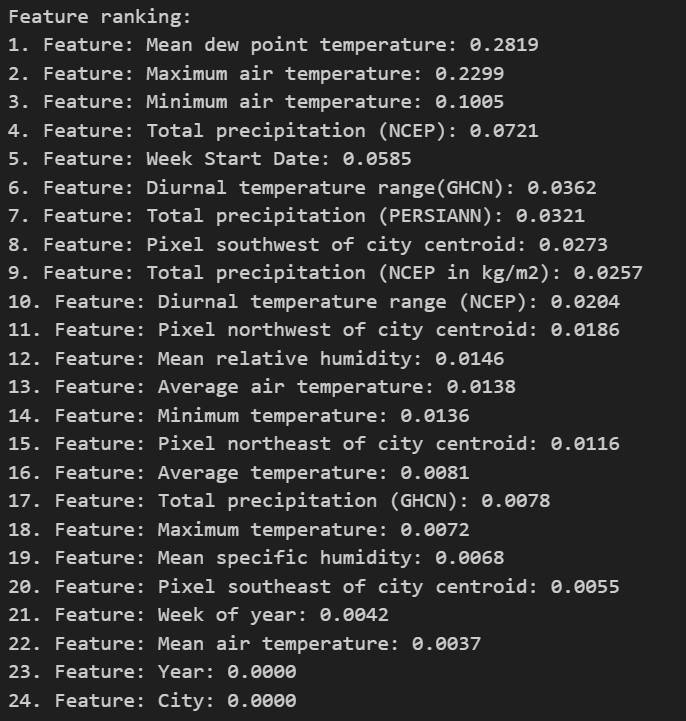 Feature ranking:
1. Feature: Mean dew point temperature: 0.2819
2. Feature: Maximum air temperature: 0.2299
3. Feature: Minimum air temperature: 0.1005
4. Feature: Total precipitation (NCEP): 0.0721
5. Feature: Week Start Date: 0.0585
6. Feature: Diurnal temperature range(GHCN): 0.0362
7. Feature: Total precipitation (PERSIANN): 0.0321
8. Feature: Pixel southwest of city centroid: 0.0273
9. Feature: Total precipitation (NCEP in kg/m2): 0.0257
10. Feature: Diurnal temperature range (NCEP): 0.0204
11. Feature: Pixel northwest of city centroid: 0.0186
12. Feature: Mean relative humidity: 0.0146
13. Feature: Average air temperature: 0.0138
14. Feature: Minimum temperature: 0.0136
15. Feature: Pixel northeast of city centroid: 0.0116
16. Feature: Average temperature: 0.0081
17. Feature: Total precipitation (GHCN): 0.0078
18. Feature: Maximum temperature: 0.0072
19. Feature: Mean specific humidity: 0.0068
20. Feature: Pixel southeast of city centroid: 0.0055
21. Feature: Week of year: 0.0042
22. Feature: Mean air temperature: 0.0037
23. Feature: Year: 0.0000
24. Feature: City: 0.0000